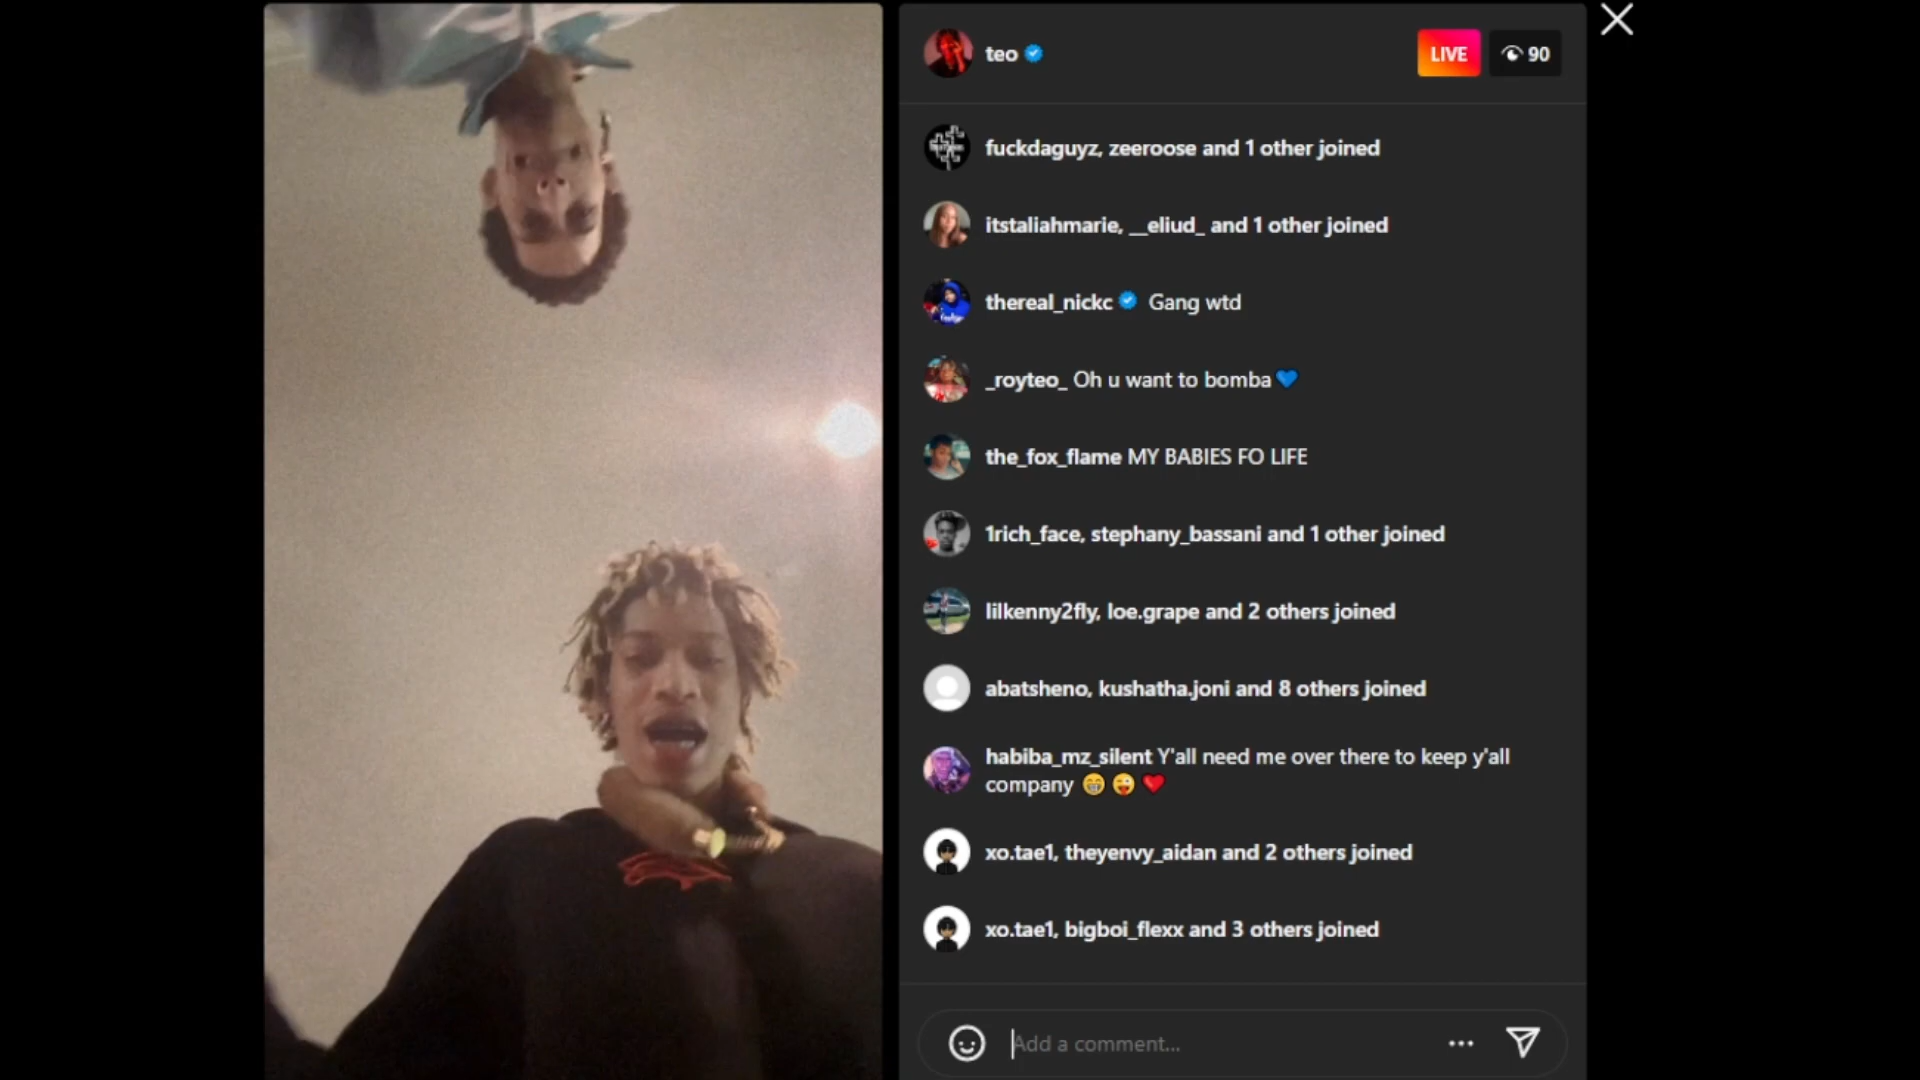 teo
LIVE
90
fuckdaguyz, zeeroose and 1 other joined
itstaliahmarie, __eliud_ and 1 other joined
thereal_nickc Gang wtd
_royteo_ Oh u want to bomba💙
the_fox_flame MY BABIES FO LIFE
1rich_face, stephany_bassani and 1 other joined
lilkenny2fly, loe.grape and 2 others joined
abatsheno, kushatha.joni and 8 others joined
habiba_mz_silent Y'all need me over there to keep y'all
company 😁 😜 ❤️
xo.tae1, theyenvy_aidan and 2 others joined
xo.tae1, bigboi_flexx and 3 others joined
Add a comment...